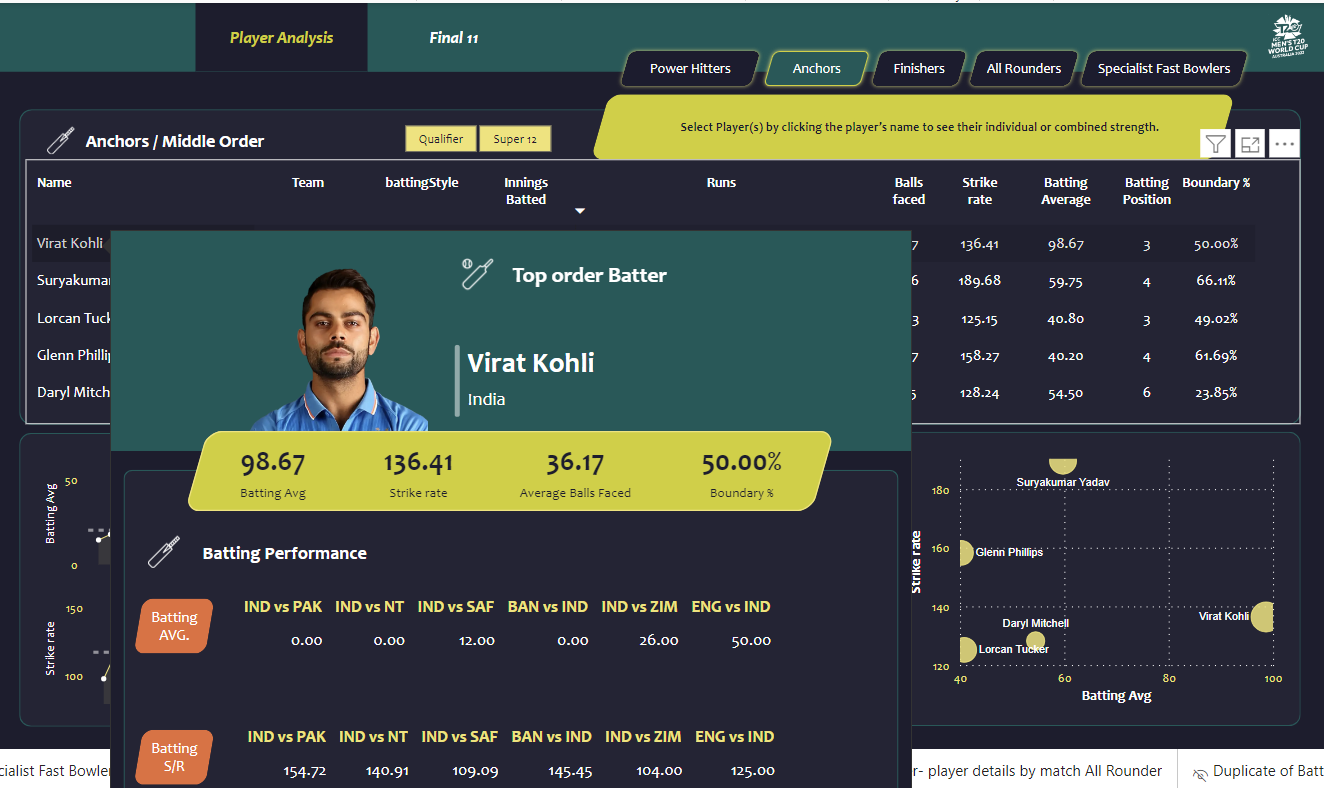 Player Analysis
Final 11
ICC
MEN'S T20
WORLD CUP
AUSTRALIA 2022
Power Hitters
Anchors
Finishers
All Rounders
Specialist Fast Bowlers
Select Player(s) by clicking the player's name to see their individual or combined strength.
Anchors / Middle Order
Qualifier
Super 12
Name Team battingStyle Innings Batted Runs Balls faced Strike rate Batting Average Batting Position Boundary %
Virat Kohli 7 136.41 98.67 3 50.00%
Suryakumar 6 189.68 59.75 4 66.11%
Lorcan Tuck 3 125.15 40.80 3 49.02%
Glenn Phillip 7 158.27 40.20 4 61.69%
Daryl Mitch 5 128.24 54.50 6 23.85%
Top order Batter
Virat Kohli
India
98.67 136.41 36.17 50.00%
Batting Avg Strike rate Average Balls Faced Boundary %
Batting Performance
Batting AVG.
IND vs PAK IND vs NT IND vs SAF BAN vs IND IND vs ZIM ENG vs IND
0.00 0.00 12.00 0.00 26.00 50.00
Batting S/R
IND vs PAK IND vs NT IND vs SAF BAN vs IND IND vs ZIM ENG vs IND
154.72 140.91 109.09 145.45 104.00 125.00
Batting Avg
50
0
Strike rate
150
100
Strike rate
180
160
140
120
Suryakumar Yadav
Glenn Phillips
Virat Kohli
Daryl Mitchell
Lorcan Tucker
40 60 80 100
Batting Avg
cialist Fast Bowler
r- player details by match All Rounder
Duplicate of Batt